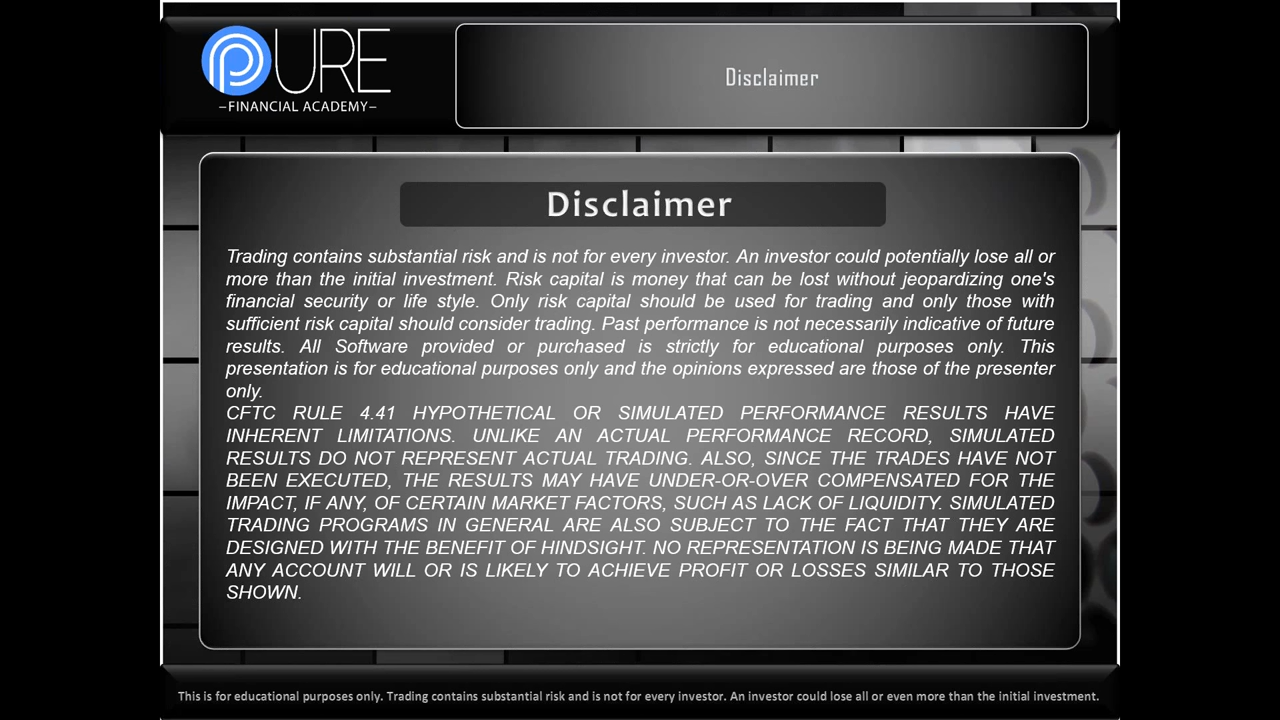 PURE
–FINANCIAL ACADEMY–
Disclaimer
Disclaimer
Trading contains substantial risk and is not for every investor. An investor could potentially lose all or
more than the initial investment. Risk capital is money that can be lost without jeopardizing one's
financial security or life style. Only risk capital should be used for trading and only those with
sufficient risk capital should consider trading. Past performance is not necessarily indicative of future
results. All Software provided or purchased is strictly for educational purposes only. This
presentation is for educational purposes only and the opinions expressed are those of the presenter
only.
CFTC RULE 4.41 HYPOTHETICAL OR SIMULATED PERFORMANCE RESULTS HAVE
INHERENT LIMITATIONS. UNLIKE AN ACTUAL PERFORMANCE RECORD, SIMULATED
RESULTS DO NOT REPRESENT ACTUAL TRADING. ALSO, SINCE THE TRADES HAVE NOT
BEEN EXECUTED, THE RESULTS MAY HAVE UNDER-OR-OVER COMPENSATED FOR THE
IMPACT, IF ANY, OF CERTAIN MARKET FACTORS, SUCH AS LACK OF LIQUIDITY. SIMULATED
TRADING PROGRAMS IN GENERAL ARE ALSO SUBJECT TO THE FACT THAT THEY ARE
DESIGNED WITH THE BENEFIT OF HINDSIGHT. NO REPRESENTATION IS BEING MADE THAT
ANY ACCOUNT WILL OR IS LIKELY TO ACHIEVE PROFIT OR LOSSES SIMILAR TO THOSE
SHOWN.
This is for educational purposes only. Trading contains substantial risk and is not for every investor. An investor could lose all or even more than the initial investment.